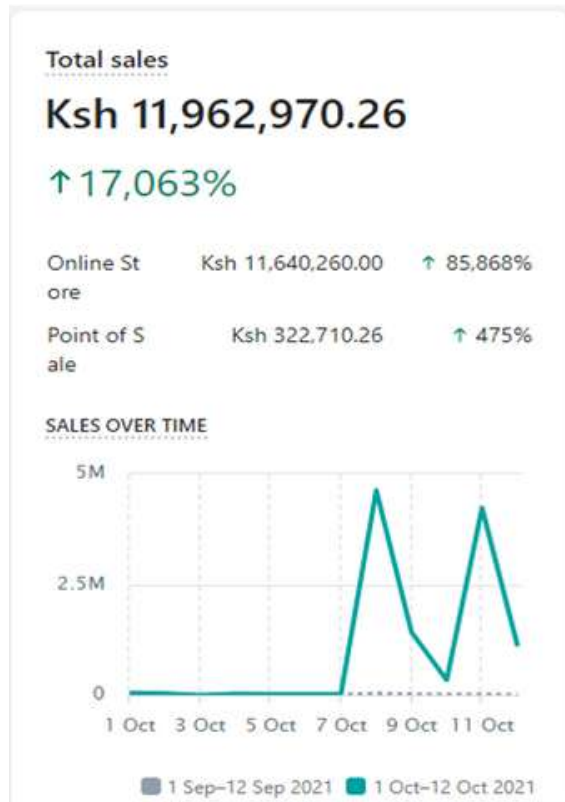 Total sales
Ksh 11,962,970.26
↑17,063%
Online St Ksh 11,640,260.00 ↑ 85,868%
ore
Point of S Ksh 322,710.26 ↑ 475%
ale
SALES OVER TIME
5M
2.5M
0
1 Oct 3 Oct 5 Oct 7 Oct 9 Oct 11 Oct
1 Sep–12 Sep 2021 1 Oct–12 Oct 2021